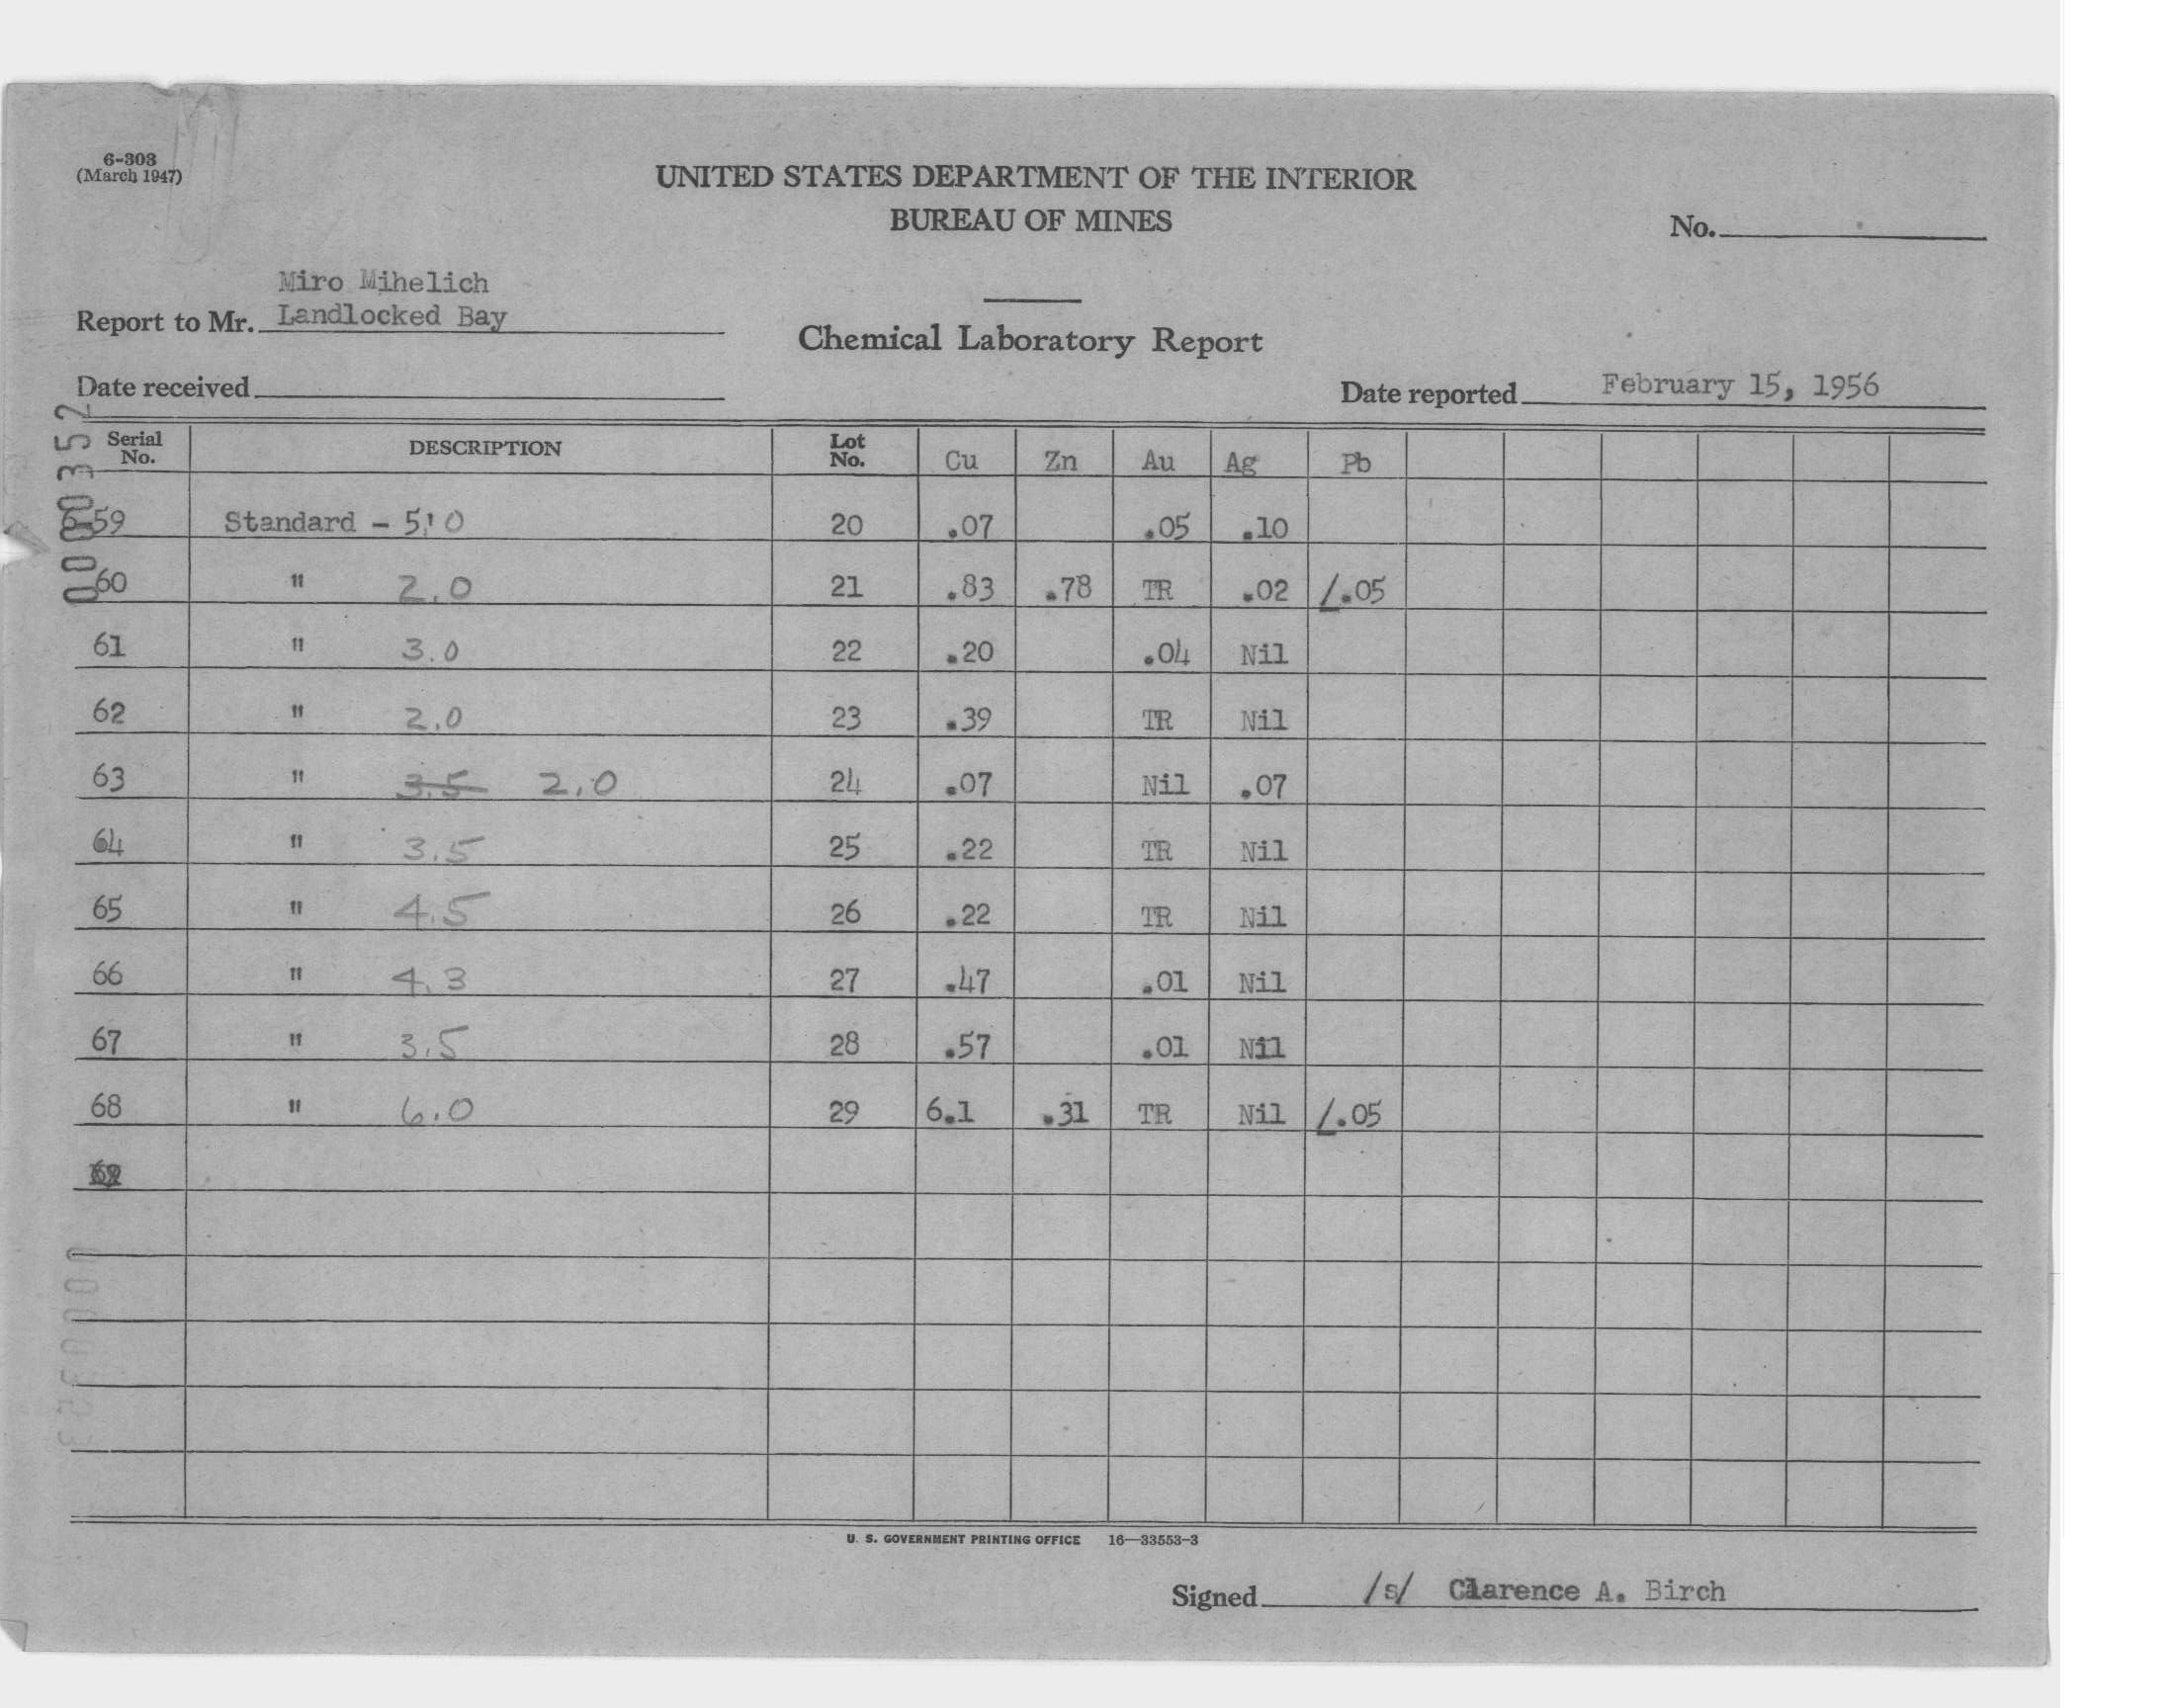 6-303
(March 1947)
UNITED STATES DEPARTMENT OF THE INTERIOR
BUREAU OF MINES
No.
Miro Mihelich
Report to Mr. Landlocked Bay
Chemical Laboratory Report
Date received
Date reported February 15, 1956
0000352
Serial No. DESCRIPTION Lot No. Cu Zn Au Ag Pb
59 Standard - 5.0 20 .07 .05 .10
60 " 2.0 21 .83 .78 TR .02 /.05
61 " 3.0 22 .20 .04 Nil
62 " 2.0 23 .39 TR Nil
63 " 3.5 2.0 24 .07 Nil .07
64 " 3.5 25 .22 TR Nil
65 " 4.5 26 .22 TR Nil
66 " 4.3 27 .47 .01 Nil
67 " 3.5 28 .57 .01 Nil
68 " 6.0 29 6.1 .31 TR Nil /.05
U. S. GOVERNMENT PRINTING OFFICE 16—33553-3
Signed /s/ Clarence A. Birch